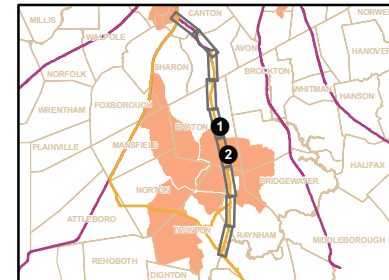 CANTON
NORW
MILLIS
WALPOLE
AVON
HANOVER
SHARON
NORFOLK
BROCKTON
WHITMAN
HANSON
FOXBOROUGH
WRENTHAM
EASTON
1
MANSFIELD
PLAINVILLE
2
HALIFAX
BRIDGEWATER
NORTON
ATTLEBORO
TAUNTON
RAYNHAM
MIDDLEBOROUGH
REHOBOTH
DIGHTON